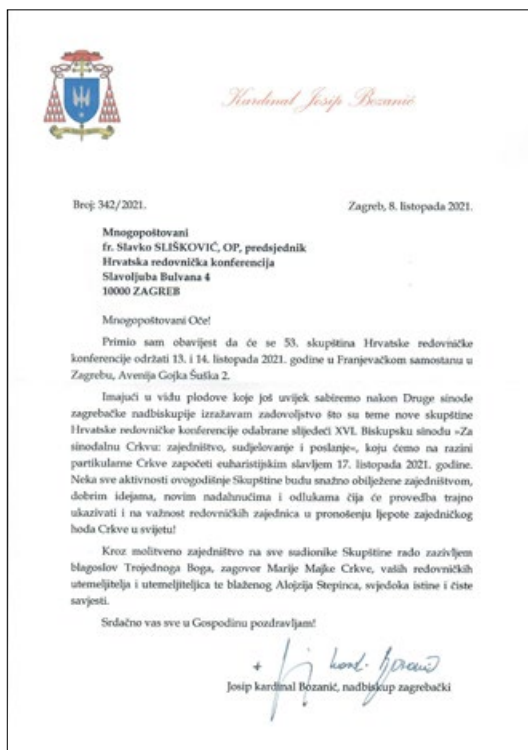 Kardinal Josip Bozanić
Broj: 342/2021.
Zagreb, 8. listopada 2021.
Mnogopoštovani
fr. Slavko SLIŠKOVIĆ, OP, predsjednik
Hrvatska redovnička konferencija
Slavoljuba Bulvana 4
10000 ZAGREB
Mnogopoštovani Oče!
Primio sam obavijest da će se 53. skupština Hrvatske redovničke
konferencije održati 13. i 14. listopada 2021. godine u Franjevačkom samostanu u
Zagrebu, Avenija Gojka Šuška 2.
Imajući u vidu plodove koje još uvijek sabiremo nakon Druge sinode
zagrebačke nadbiskupije izražavam zadovoljstvo što su teme nove skupštine
Hrvatske redovničke konferencije odabrane slijedeći XVI. Biskupsku sinodu »Za
sinodalnu Crkvu: zajedništvo, sudjelovanje i poslanje«, koju ćemo na razini
partikularne Crkve započeti euharistijskim slavljem 17. listopada 2021. godine.
Neka sve aktivnosti ovogodišnje Skupštine budu snažno obilježene zajedništvom,
dobrim idejama, novim nadahnućima i odlukama čija će provedba trajno
ukazivati i na važnost redovničkih zajednica u pronošenju ljepote zajedničkog
hoda Crkve u svijetu!
Kroz molitveno zajedništvo na sve sudionike Skupštine rado zazivljem
blagoslov Trojednoga Boga, zagovor Marije Majke Crkve, vaših redovničkih
utemeljitelja i utemeljiteljica te blaženog Alojzija Stepinca, svjedoka istine i čiste
savjesti.
Srdačno vas sve u Gospodinu pozdravljam!
+ Josip kard. Bozanić
Josip kardinal Bozanić, nadbiskup zagrebački